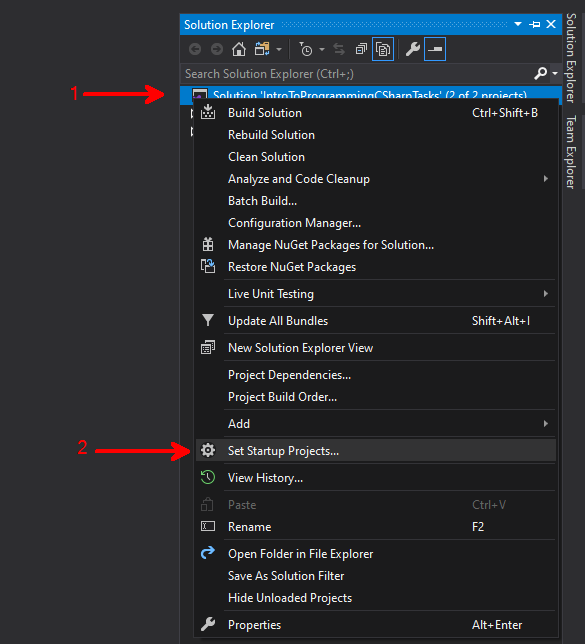 Solution Explorer
Search Solution Explorer (Ctrl+;)
1
Solution 'IntroToProgrammingCSharpTasks' (2 of 2 projects)
Build Solution Ctrl+Shift+B
Rebuild Solution
Clean Solution
Analyze and Code Cleanup
Batch Build...
Configuration Manager...
Manage NuGet Packages for Solution...
Restore NuGet Packages
Live Unit Testing
Update All Bundles Shift+Alt+I
New Solution Explorer View
Project Dependencies...
Project Build Order...
Add
2
Set Startup Projects...
View History...
Paste Ctrl+V
Rename F2
Open Folder in File Explorer
Save As Solution Filter
Hide Unloaded Projects
Properties Alt+Enter
Solution Explorer
Team Explorer